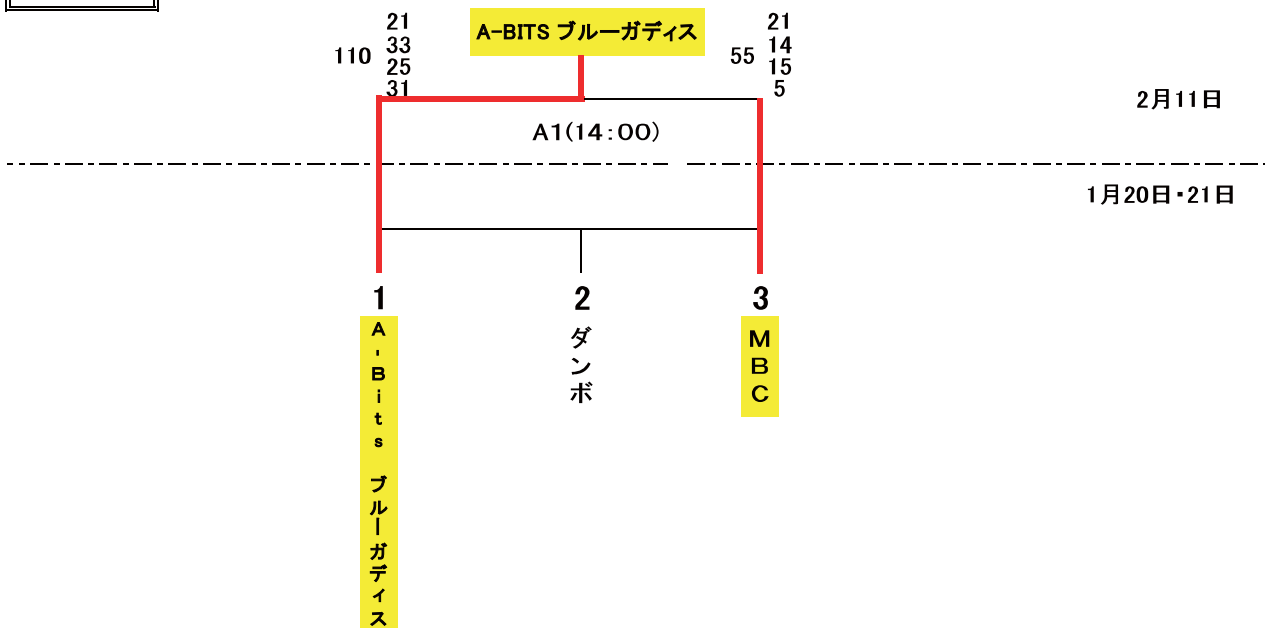 A-BITS ブルーガディス
110
21
33
25
31
55
21
14
15
5
2月11日
A1(14:00)
1月20日・21日
1
2
3
A-Bits ブルーガディス
ダンボ
MBC